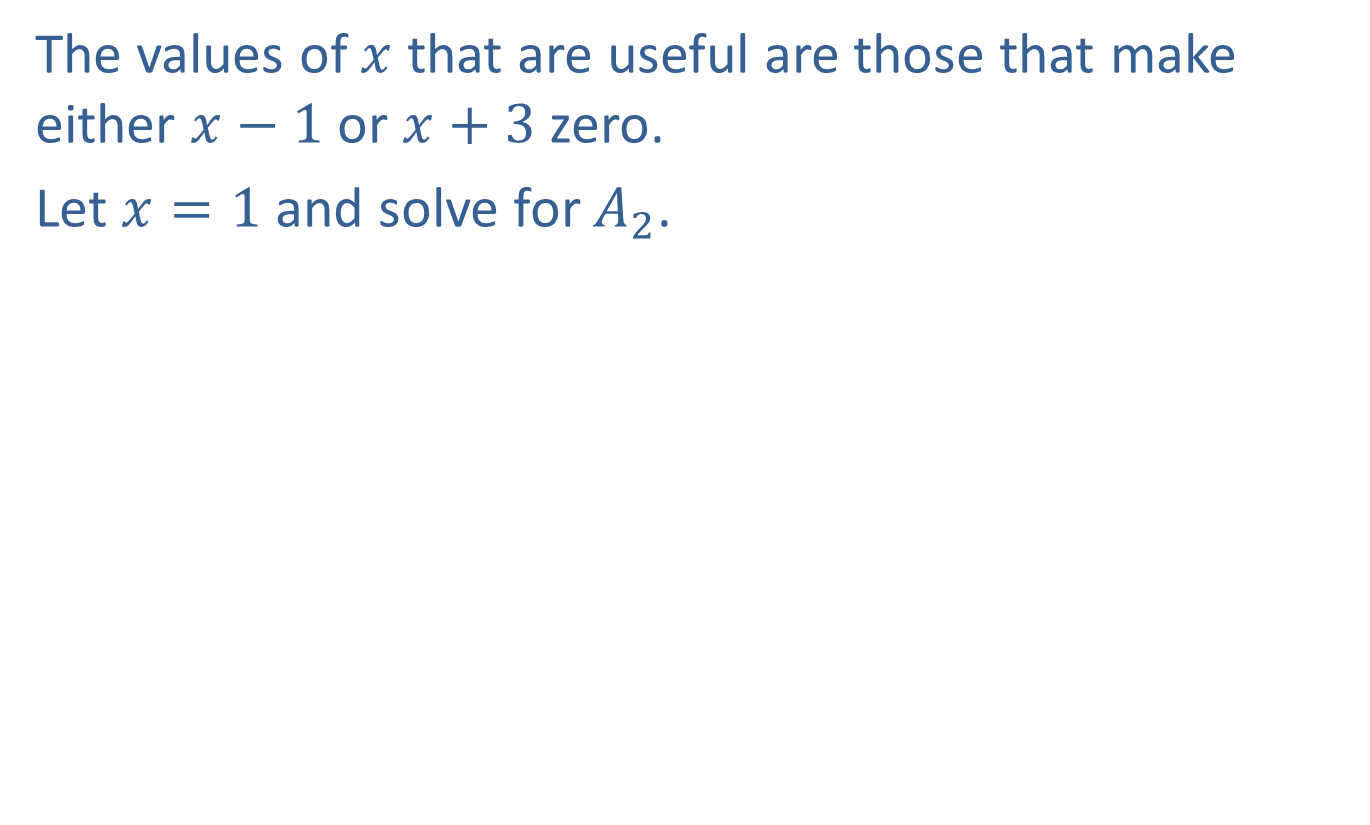 The values of 𝑥 that are useful are those that make
either 𝑥 − 1 or 𝑥 + 3 zero.
Let 𝑥 = 1 and solve for 𝐴₂.